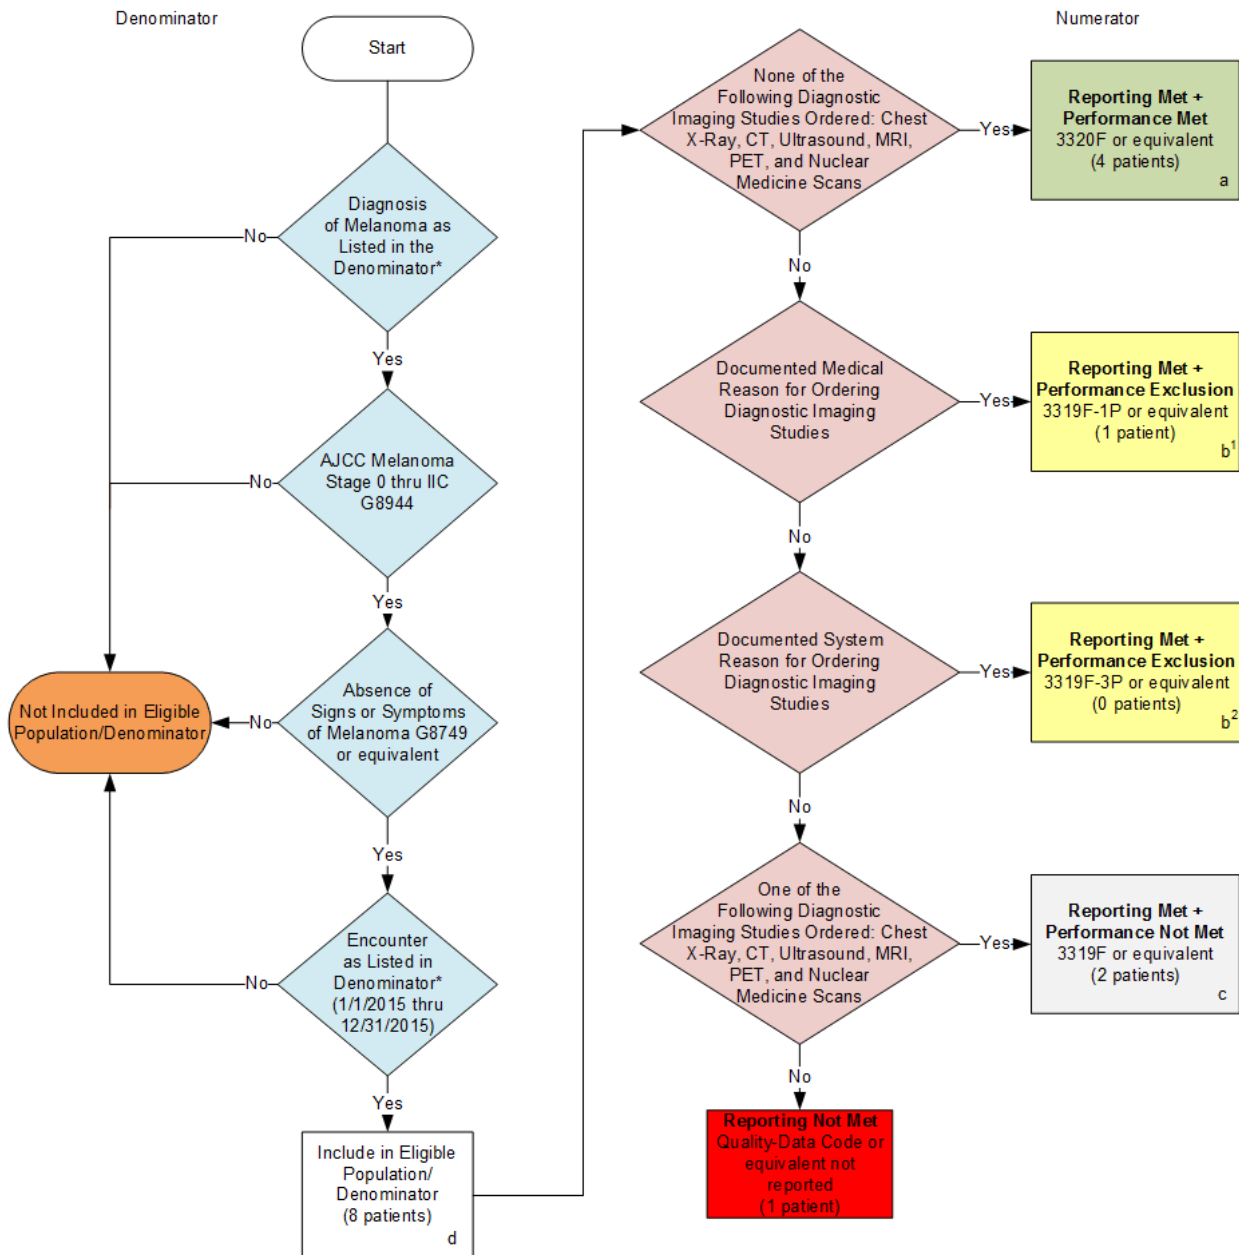 Denominator
Start
Diagnosis
of Melanoma as
Listed in the
Denominator*
No
Yes
AJCC Melanoma
Stage 0 thru IIC
G8944
No
Yes
Absence of
Signs or Symptoms
of Melanoma G8749
or equivalent
No
Not Included in Eligible
Population/Denominator
Yes
Encounter
as Listed in
Denominator*
(1/1/2015 thru
12/31/2015)
No
Yes
Include in Eligible
Population/
Denominator
(8 patients)
d
Numerator
None of the
Following Diagnostic
Imaging Studies Ordered: Chest
X-Ray, CT, Ultrasound, MRI,
PET, and Nuclear
Medicine Scans
Yes
Reporting Met +
Performance Met
3320F or equivalent
(4 patients)
a
No
Documented Medical
Reason for Ordering
Diagnostic Imaging
Studies
Yes
Reporting Met +
Performance Exclusion
3319F-1P or equivalent
(1 patient)
b1
No
Documented System
Reason for Ordering
Diagnostic Imaging
Studies
Yes
Reporting Met +
Performance Exclusion
3319F-3P or equivalent
(0 patients)
b2
No
One of the
Following Diagnostic
Imaging Studies Ordered: Chest
X-Ray, CT, Ultrasound, MRI,
PET, and Nuclear
Medicine Scans
Yes
Reporting Met +
Performance Not Met
3319F or equivalent
(2 patients)
c
No
Reporting Not Met
Quality-Data Code or
equivalent not
reported
(1 patient)